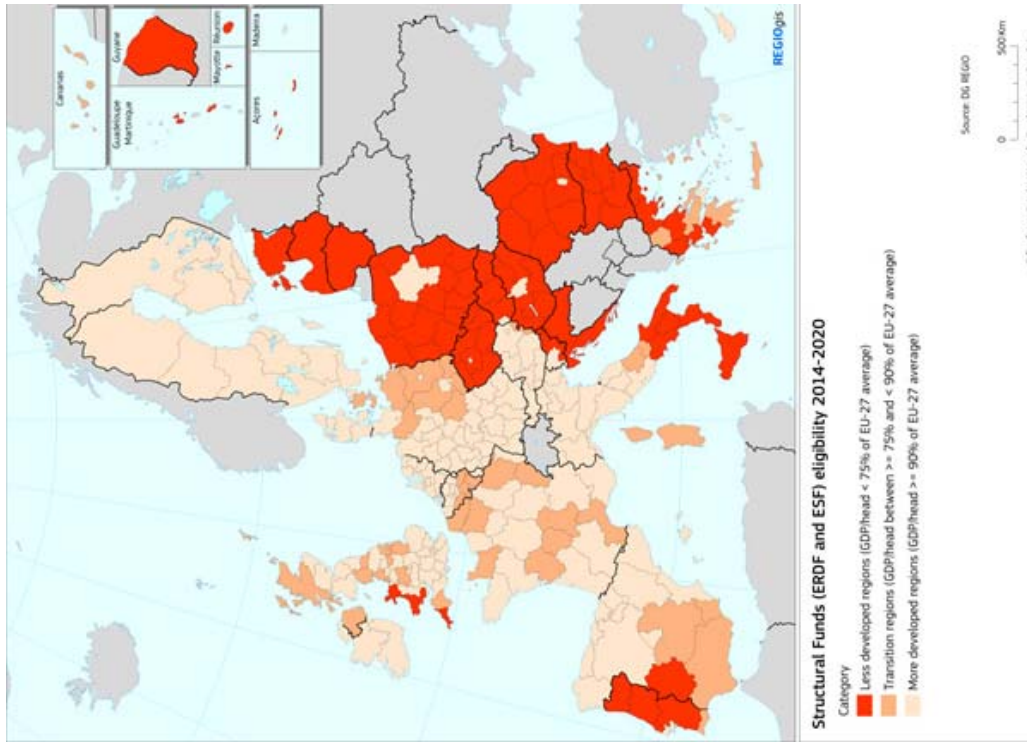 Canarias
Guadeloupe
Martinique
Guyane
Mayotte
Réunion
Açores
Madeira
REGIOgis
Structural Funds (ERDF and ESF) eligibility 2014-2020
Category
Less developed regions (GDP/head < 75% of EU-27 average)
Transition regions (GDP/head between >= 75% and < 90% of EU-27 average)
More developed regions (GDP/head >= 90% of EU-27 average)
Source: DG REGIO
0 500 Km